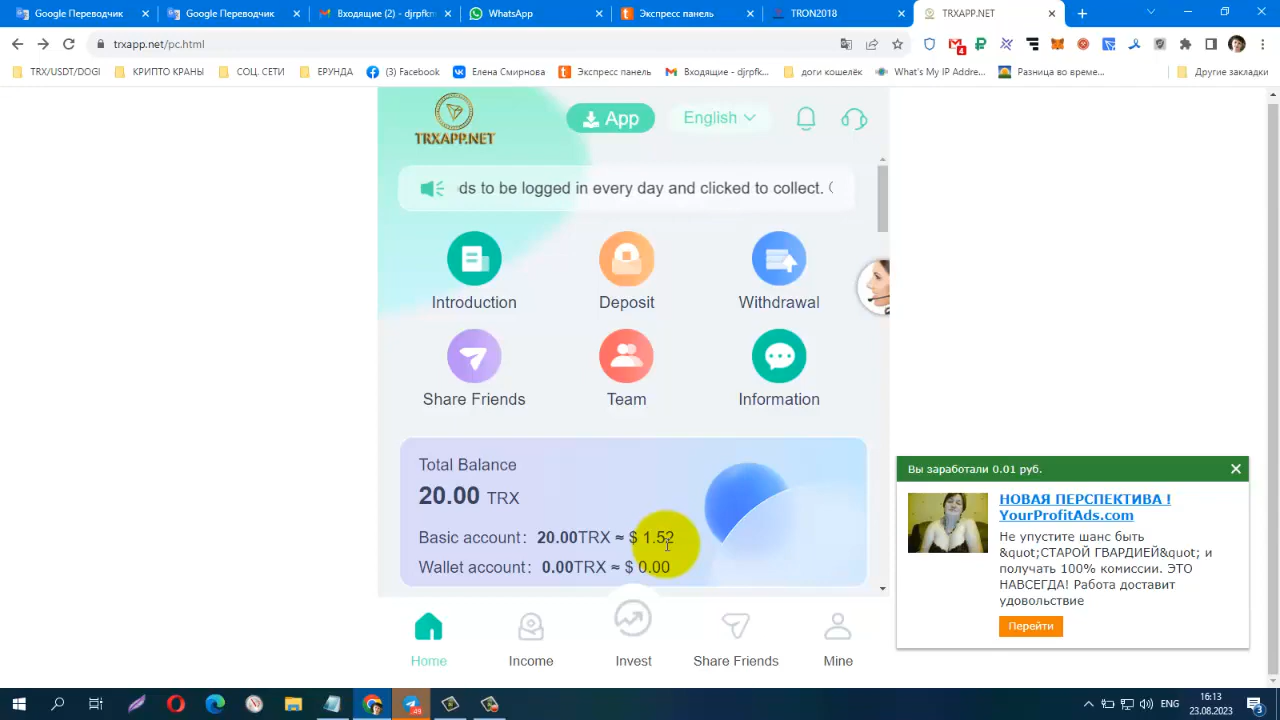 Google Переводчик
Google Переводчик
Входящие (2) – djrpfkm
WhatsApp
Экспресс панель
TRON2018
TRXAPP.NET
trxapp.net/pc.html
4
TRX/USDT/DOGI
КРИПТО КРАНЫ
СОЦ. СЕТИ
ЕРУНДА
(3) Facebook
Елена Смирнова
Экспресс панель
Входящие – djrpfk...
доги кошелёк
What's My IP Addre...
Разница во време...
Другие закладки
TRXAPP.NET
App
English
ds to be logged in every day and clicked to collect. (
Introduction
Deposit
Withdrawal
Share Friends
Team
Information
Total Balance
20.00 TRX
Basic account: 20.00TRX ≈ $ 1.52
Wallet account: 0.00TRX ≈ $ 0.00
Home
Income
Invest
Share Friends
Mine
Вы заработали 0.01 руб.
НОВАЯ ПЕРСПЕКТИВА !
YourProfitAds.com
Не упустите шанс быть
&quot;СТАРОЙ ГВАРДИЕЙ&quot; и
получать 100% комиссии. ЭТО
НАВСЕГДА! Работа доставит
удовольствие
Перейти
ENG
16:13
23.08.2023
3